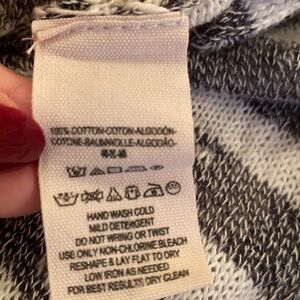 100% COTTON-COTON-ALGODÓN-
COTONE-BAUMWOLLE-ALGODÃO-
HAND WASH COLD
MILD DETERGENT
DO NOT WRING OR TWIST
USE ONLY NON-CHLORINE BLEACH
RESHAPE & LAY FLAT TO DRY
LOW IRON AS NEEDED
FOR BEST RESULTS DRY CLEAN